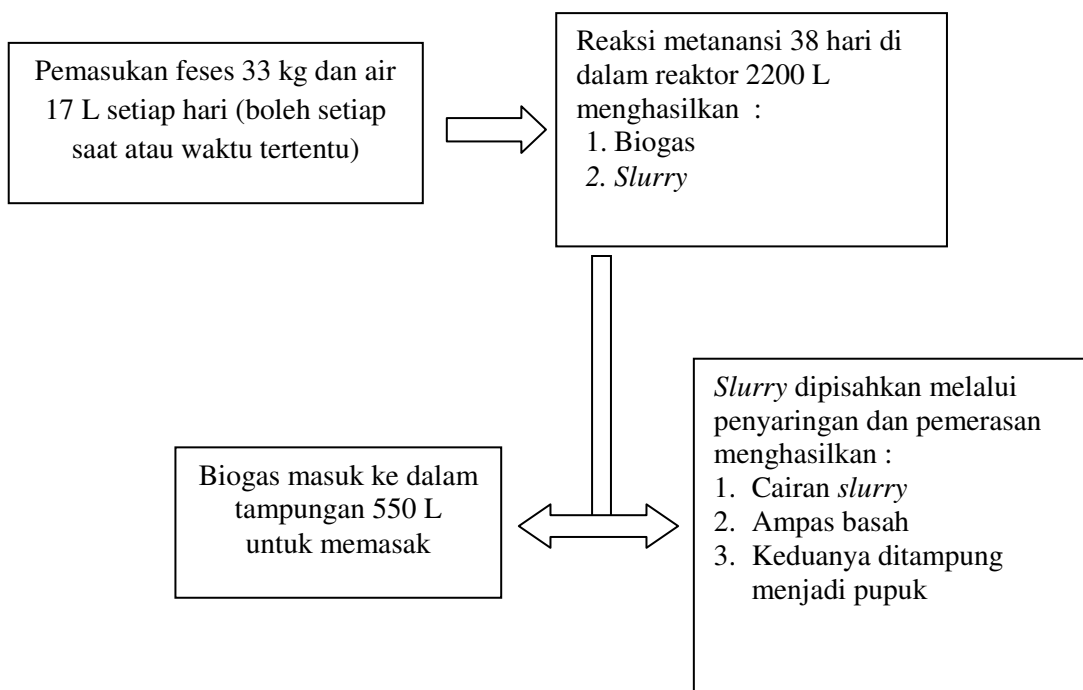 Pemasukan feses 33 kg dan air
17 L setiap hari (boleh setiap
saat atau waktu tertentu)
Reaksi metanansi 38 hari di
dalam reaktor 2200 L
menghasilkan :
1. Biogas
2. Slurry
Biogas masuk ke dalam
tampungan 550 L
untuk memasak
Slurry dipisahkan melalui
penyaringan dan pemerasan
menghasilkan :
1. Cairan slurry
2. Ampas basah
3. Keduanya ditampung
menjadi pupuk